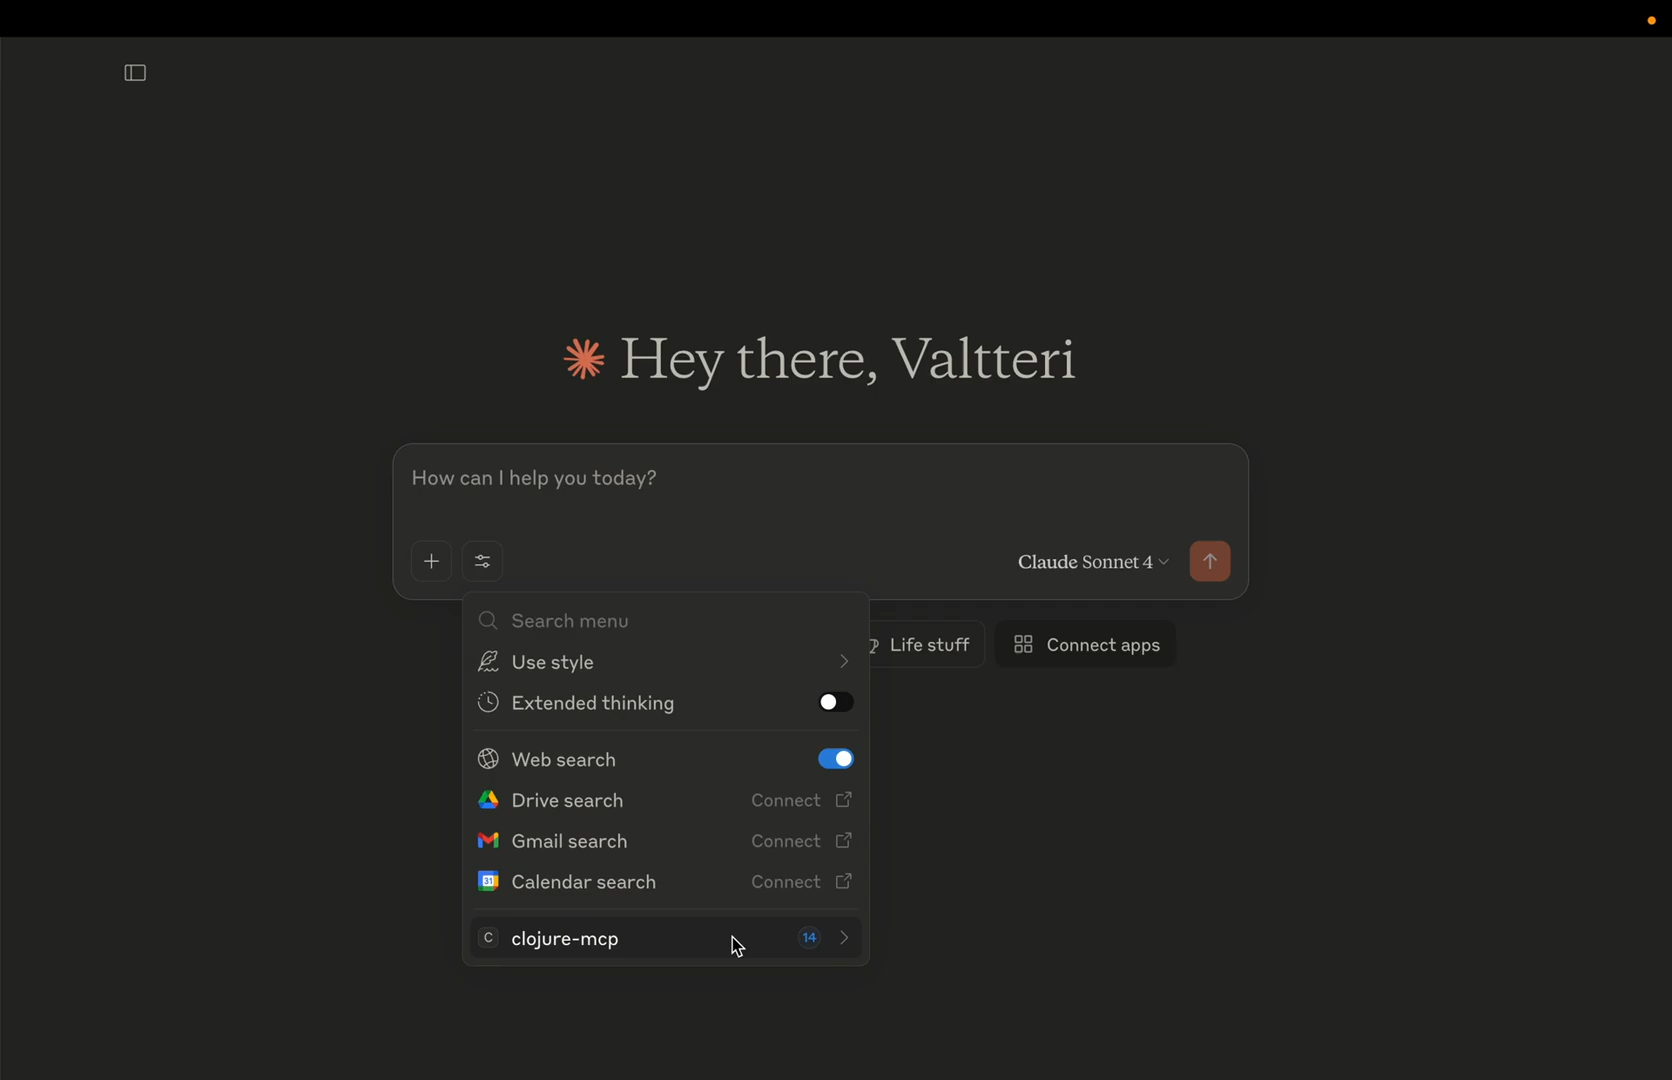 Hey there, Valtteri
How can I help you today?
Claude Sonnet 4
Search menu
Life stuff
Connect apps
Use style
Extended thinking
Web search
Drive search Connect
Gmail search Connect
31 Calendar search Connect
C clojure-mcp 14